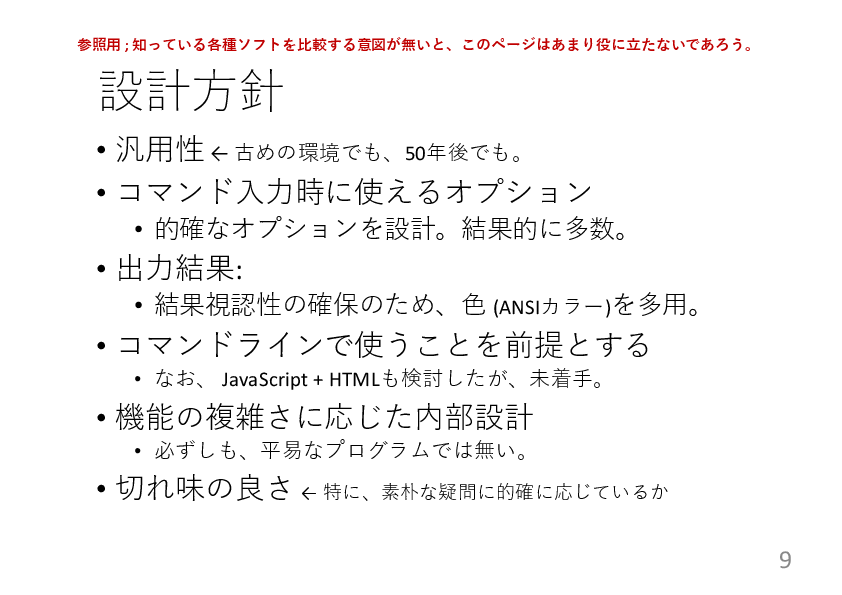 参照用 ; 知っている各種ソフトを比較する意図が無いと、このページはあまり役に立たないであろう。
設計方針
• 汎用性 ← 古めの環境でも、50年後でも。
• コマンド入力時に使えるオプション
• 的確なオプションを設計。結果的に多数。
• 出力結果:
• 結果視認性の確保のため、色 (ANSIカラー)を多用。
• コマンドラインで使うことを前提とする
• なお、 JavaScript + HTMLも検討したが、未着手。
• 機能の複雑さに応じた内部設計
• 必ずしも、平易なプログラムでは無い。
• 切れ味の良さ ← 特に、素朴な疑問に的確に応じているか
9